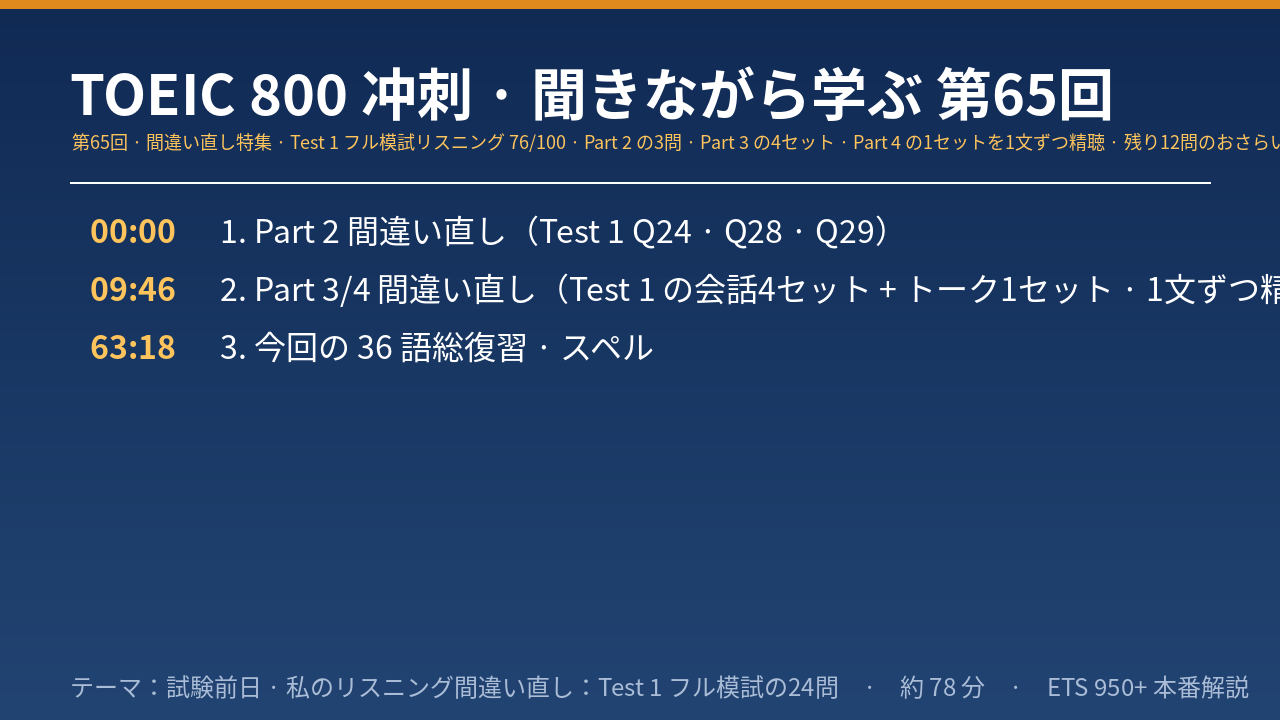 TOEIC 800 冲刺 · 聞きながら学ぶ 第65回
第65回 · 間違い直し特集 · Test 1 フル模試リスニング 76/100 · Part 2 の3問 · Part 3 の4セット · Part 4 の1セットを1文ずつ精聴 · 残り12問のおさらい
00:00 1. Part 2 間違い直し（Test 1 Q24 · Q28 · Q29）
09:46 2. Part 3/4 間違い直し（Test 1 の会話4セット + トーク1セット · 1文ずつ精
63:18 3. 今回の 36 語総復習 · スペル
テーマ：試験前日 · 私のリスニング間違い直し：Test 1 フル模試の24問 · 約 78 分 · ETS 950+ 本番解説